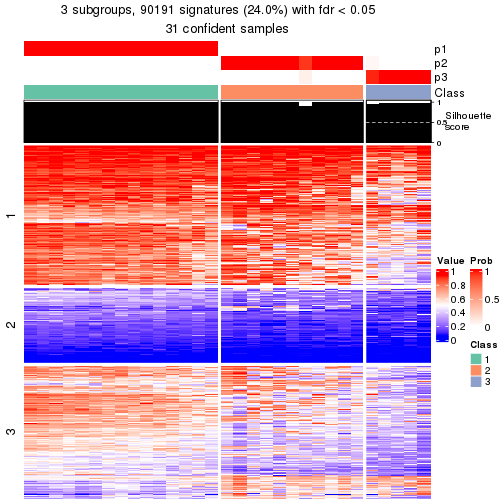 3 subgroups, 90191 signatures (24.0%) with fdr < 0.05
31 confident samples
p1
p2
p3
Class
1
0.5
0
Silhouette
score
1
2
3
Value
1
0.8
0.6
0.4
0.2
0
Prob
1
0.5
0
Class
1
2
3